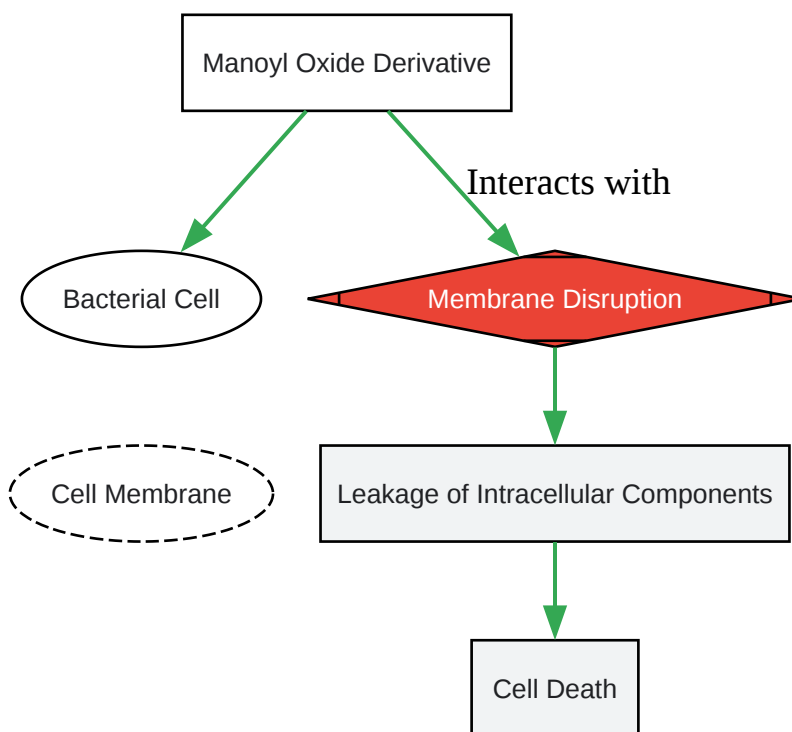 Manoyl Oxide Derivative
Interacts with
Bacterial Cell
Membrane Disruption
Cell Membrane
Leakage of Intracellular Components
Cell Death